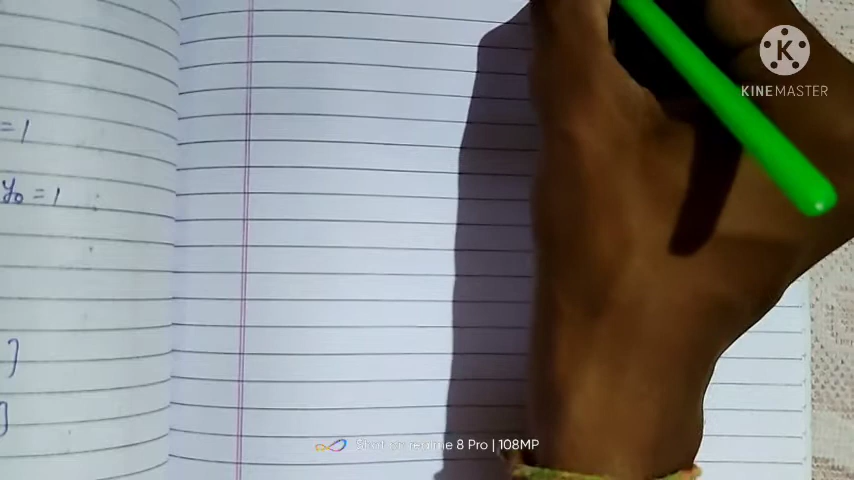 =1
y₀=1
]
]
KINEMASTER
Shot on realme 8 Pro | 108MP